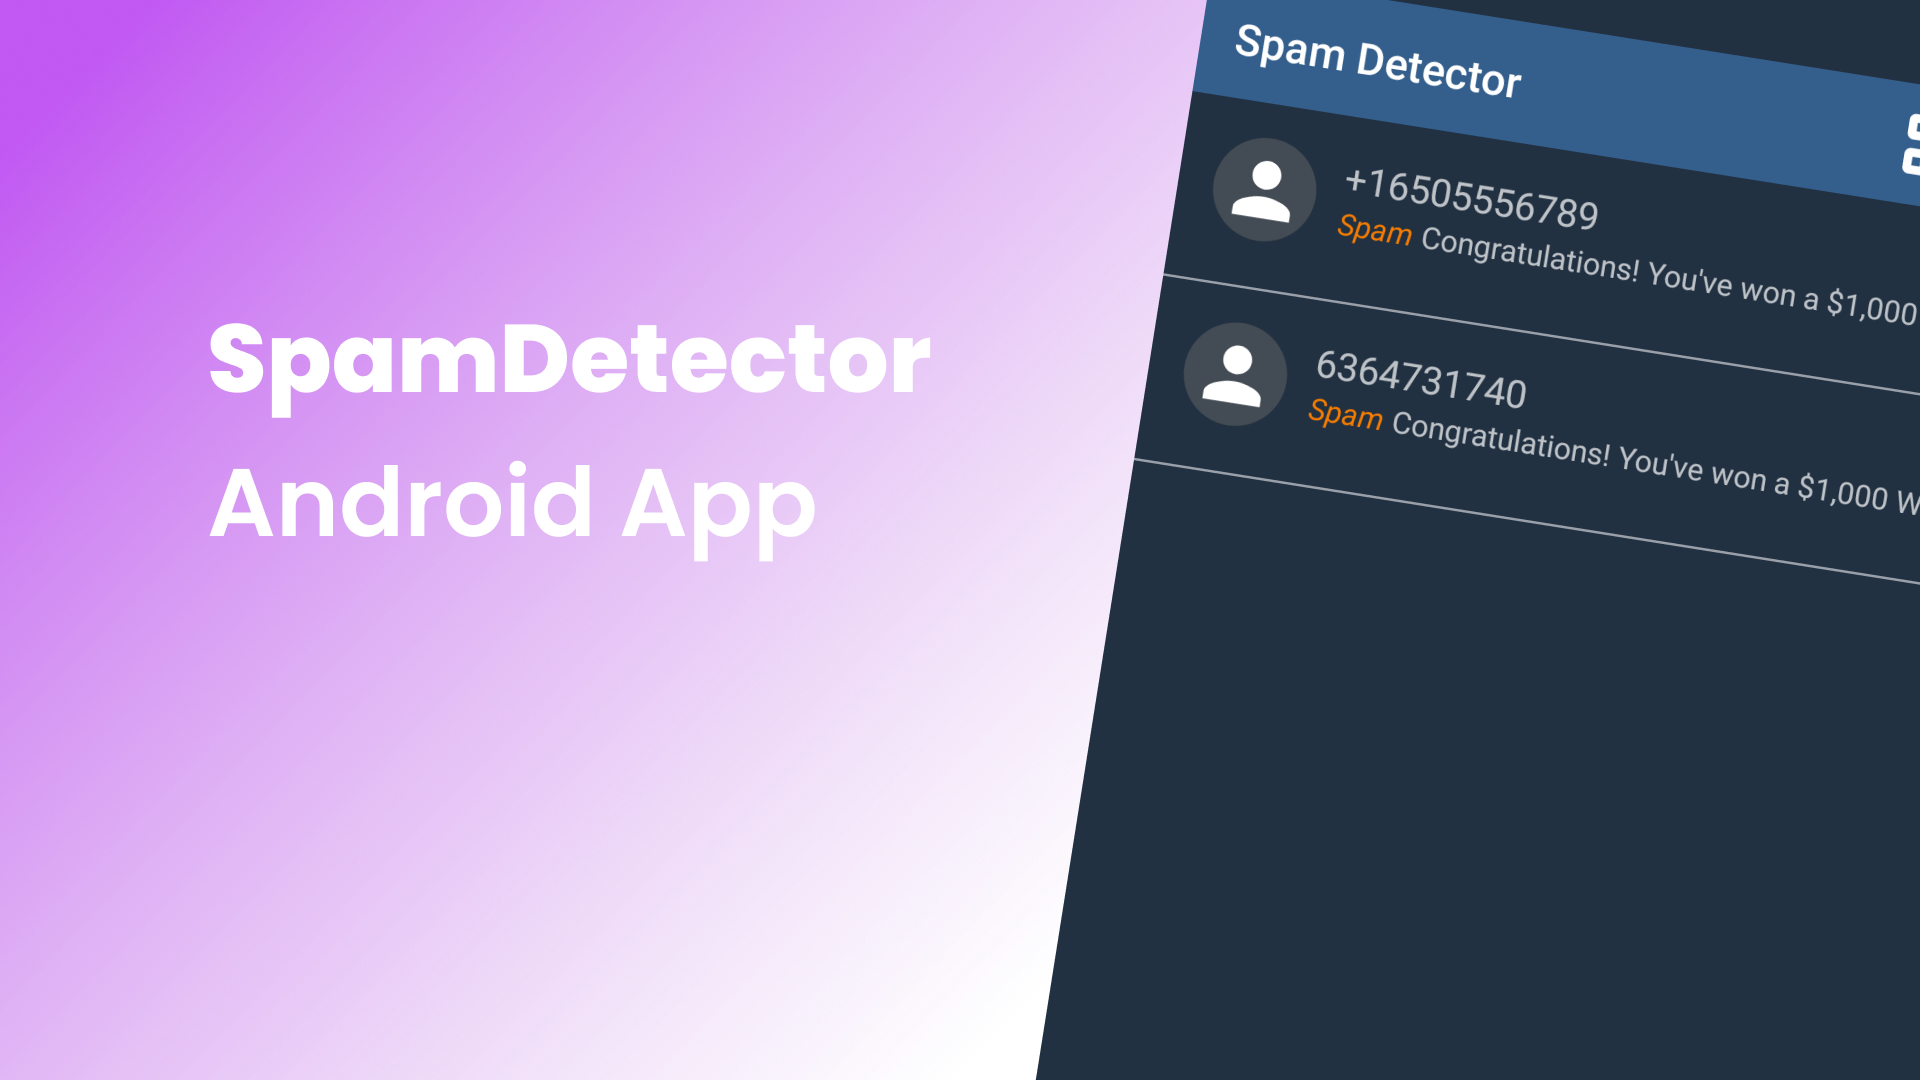 SpamDetector
Android App
Spam Detector
+16505556789
Spam Congratulations! You've won a $1,000
6364731740
Spam Congratulations! You've won a $1,000 W